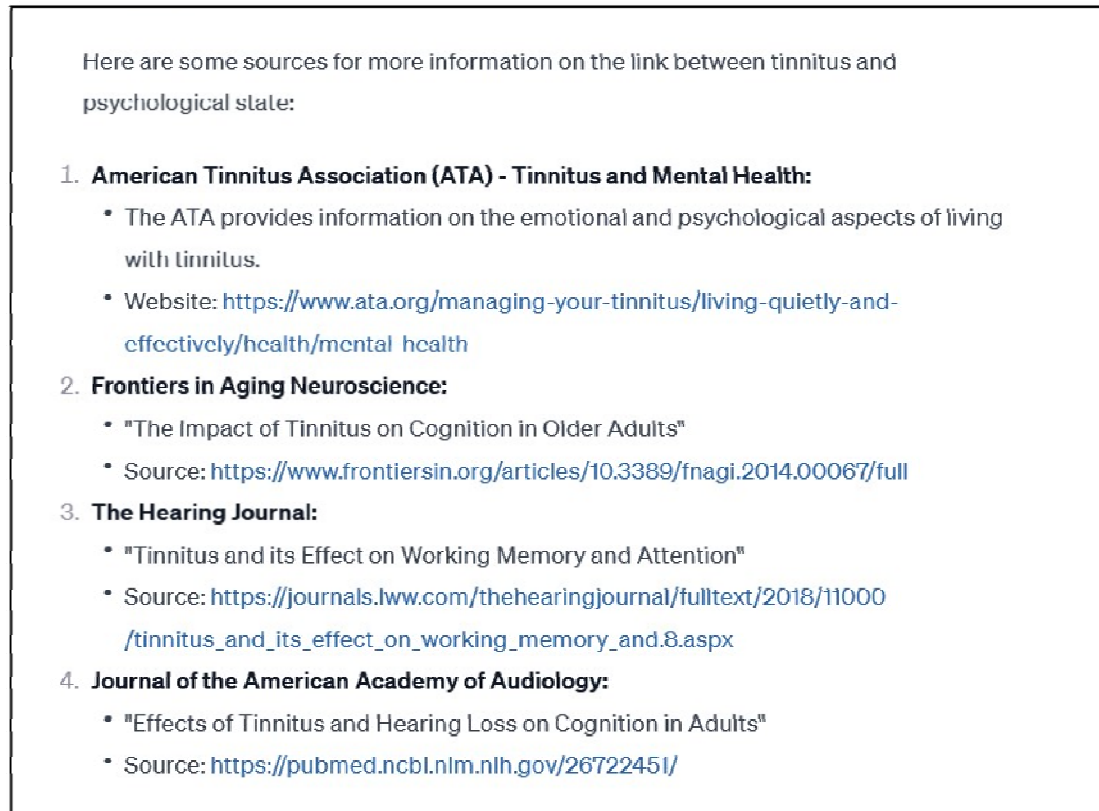 Here are some sources for more information on the link between tinnitus and
psychological state:
1. American Tinnitus Association (ATA) - Tinnitus and Mental Health:
• The ATA provides information on the emotional and psychological aspects of living
with tinnitus.
• Website: https://www.ata.org/managing-your-tinnitus/living-quietly-and-
effectively/health/mental-health
2. Frontiers in Aging Neuroscience:
• "The Impact of Tinnitus on Cognition in Older Adults"
• Source: https://www.frontiersin.org/articles/10.3389/fnagi.2014.00067/full
3. The Hearing Journal:
• "Tinnitus and its Effect on Working Memory and Attention"
• Source: https://journals.lww.com/thehearingjournal/fulltext/2018/11000
/tinnitus_and_its_effect_on_working_memory_and.8.aspx
4. Journal of the American Academy of Audiology:
• "Effects of Tinnitus and Hearing Loss on Cognition in Adults"
• Source: https://pubmed.ncbi.nlm.nih.gov/26722451/